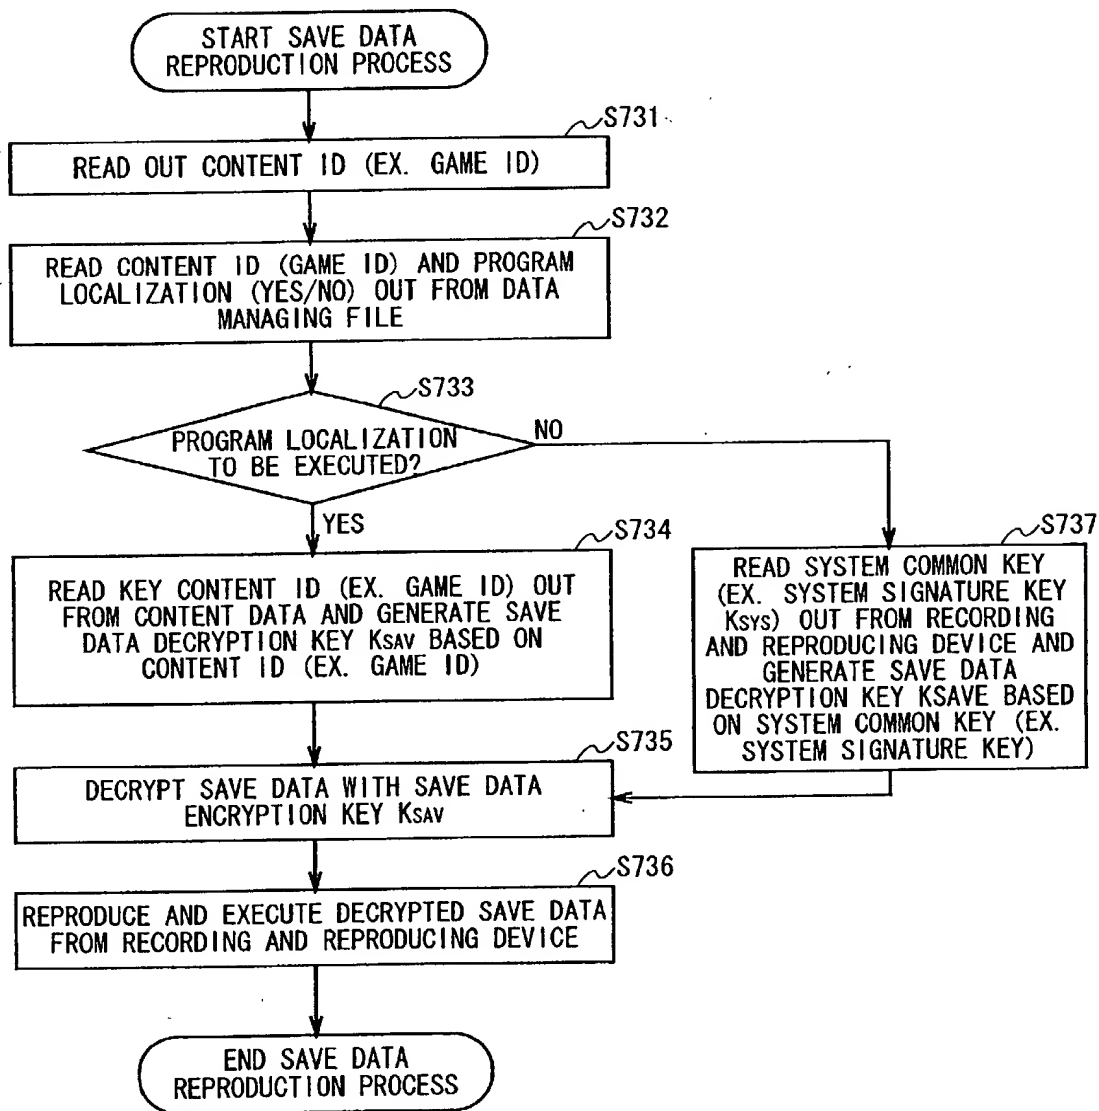 START SAVE DATA
REPRODUCTION PROCESS
S731
READ OUT CONTENT ID (EX. GAME ID)
S732
READ CONTENT ID (GAME ID) AND PROGRAM
LOCALIZATION (YES/NO) OUT FROM DATA
MANAGING FILE
S733
PROGRAM LOCALIZATION
TO BE EXECUTED?
NO
YES
S734
READ KEY CONTENT ID (EX. GAME ID) OUT
FROM CONTENT DATA AND GENERATE SAVE
DATA DECRYPTION KEY Ksav BASED ON
CONTENT ID (EX. GAME ID)
S737
READ SYSTEM COMMON KEY
(EX. SYSTEM SIGNATURE KEY
Ksys) OUT FROM RECORDING
AND REPRODUCING DEVICE AND
GENERATE SAVE DATA
DECRYPTION KEY KSAVE BASED
ON SYSTEM COMMON KEY (EX.
SYSTEM SIGNATURE KEY)
S735
DECRYPT SAVE DATA WITH SAVE DATA
ENCRYPTION KEY Ksav
S736
REPRODUCE AND EXECUTE DECRYPTED SAVE DATA
FROM RECORDING AND REPRODUCING DEVICE
END SAVE DATA
REPRODUCTION PROCESS